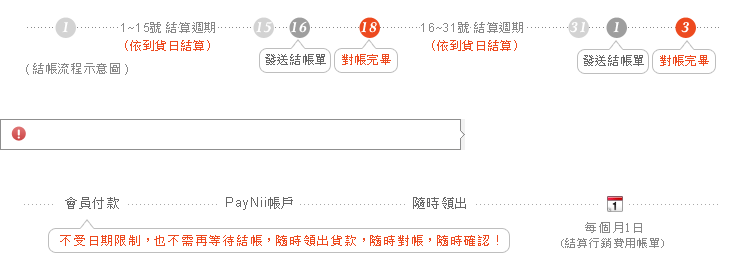 1 1~15號 結算週期 15 16 18 16~31號 結算週期 31 1 3
(依到貨日結算) (依到貨日結算)
發送結帳單 對帳完畢 發送結帳單 對帳完畢
( 結帳流程示意圖 )
會員付款 PayNii帳戶 隨時領出 1
每個月1日
不受日期限制，也不需再等待結帳，隨時領出貨款，隨時對帳，隨時確認！
(結算行銷費用帳單)